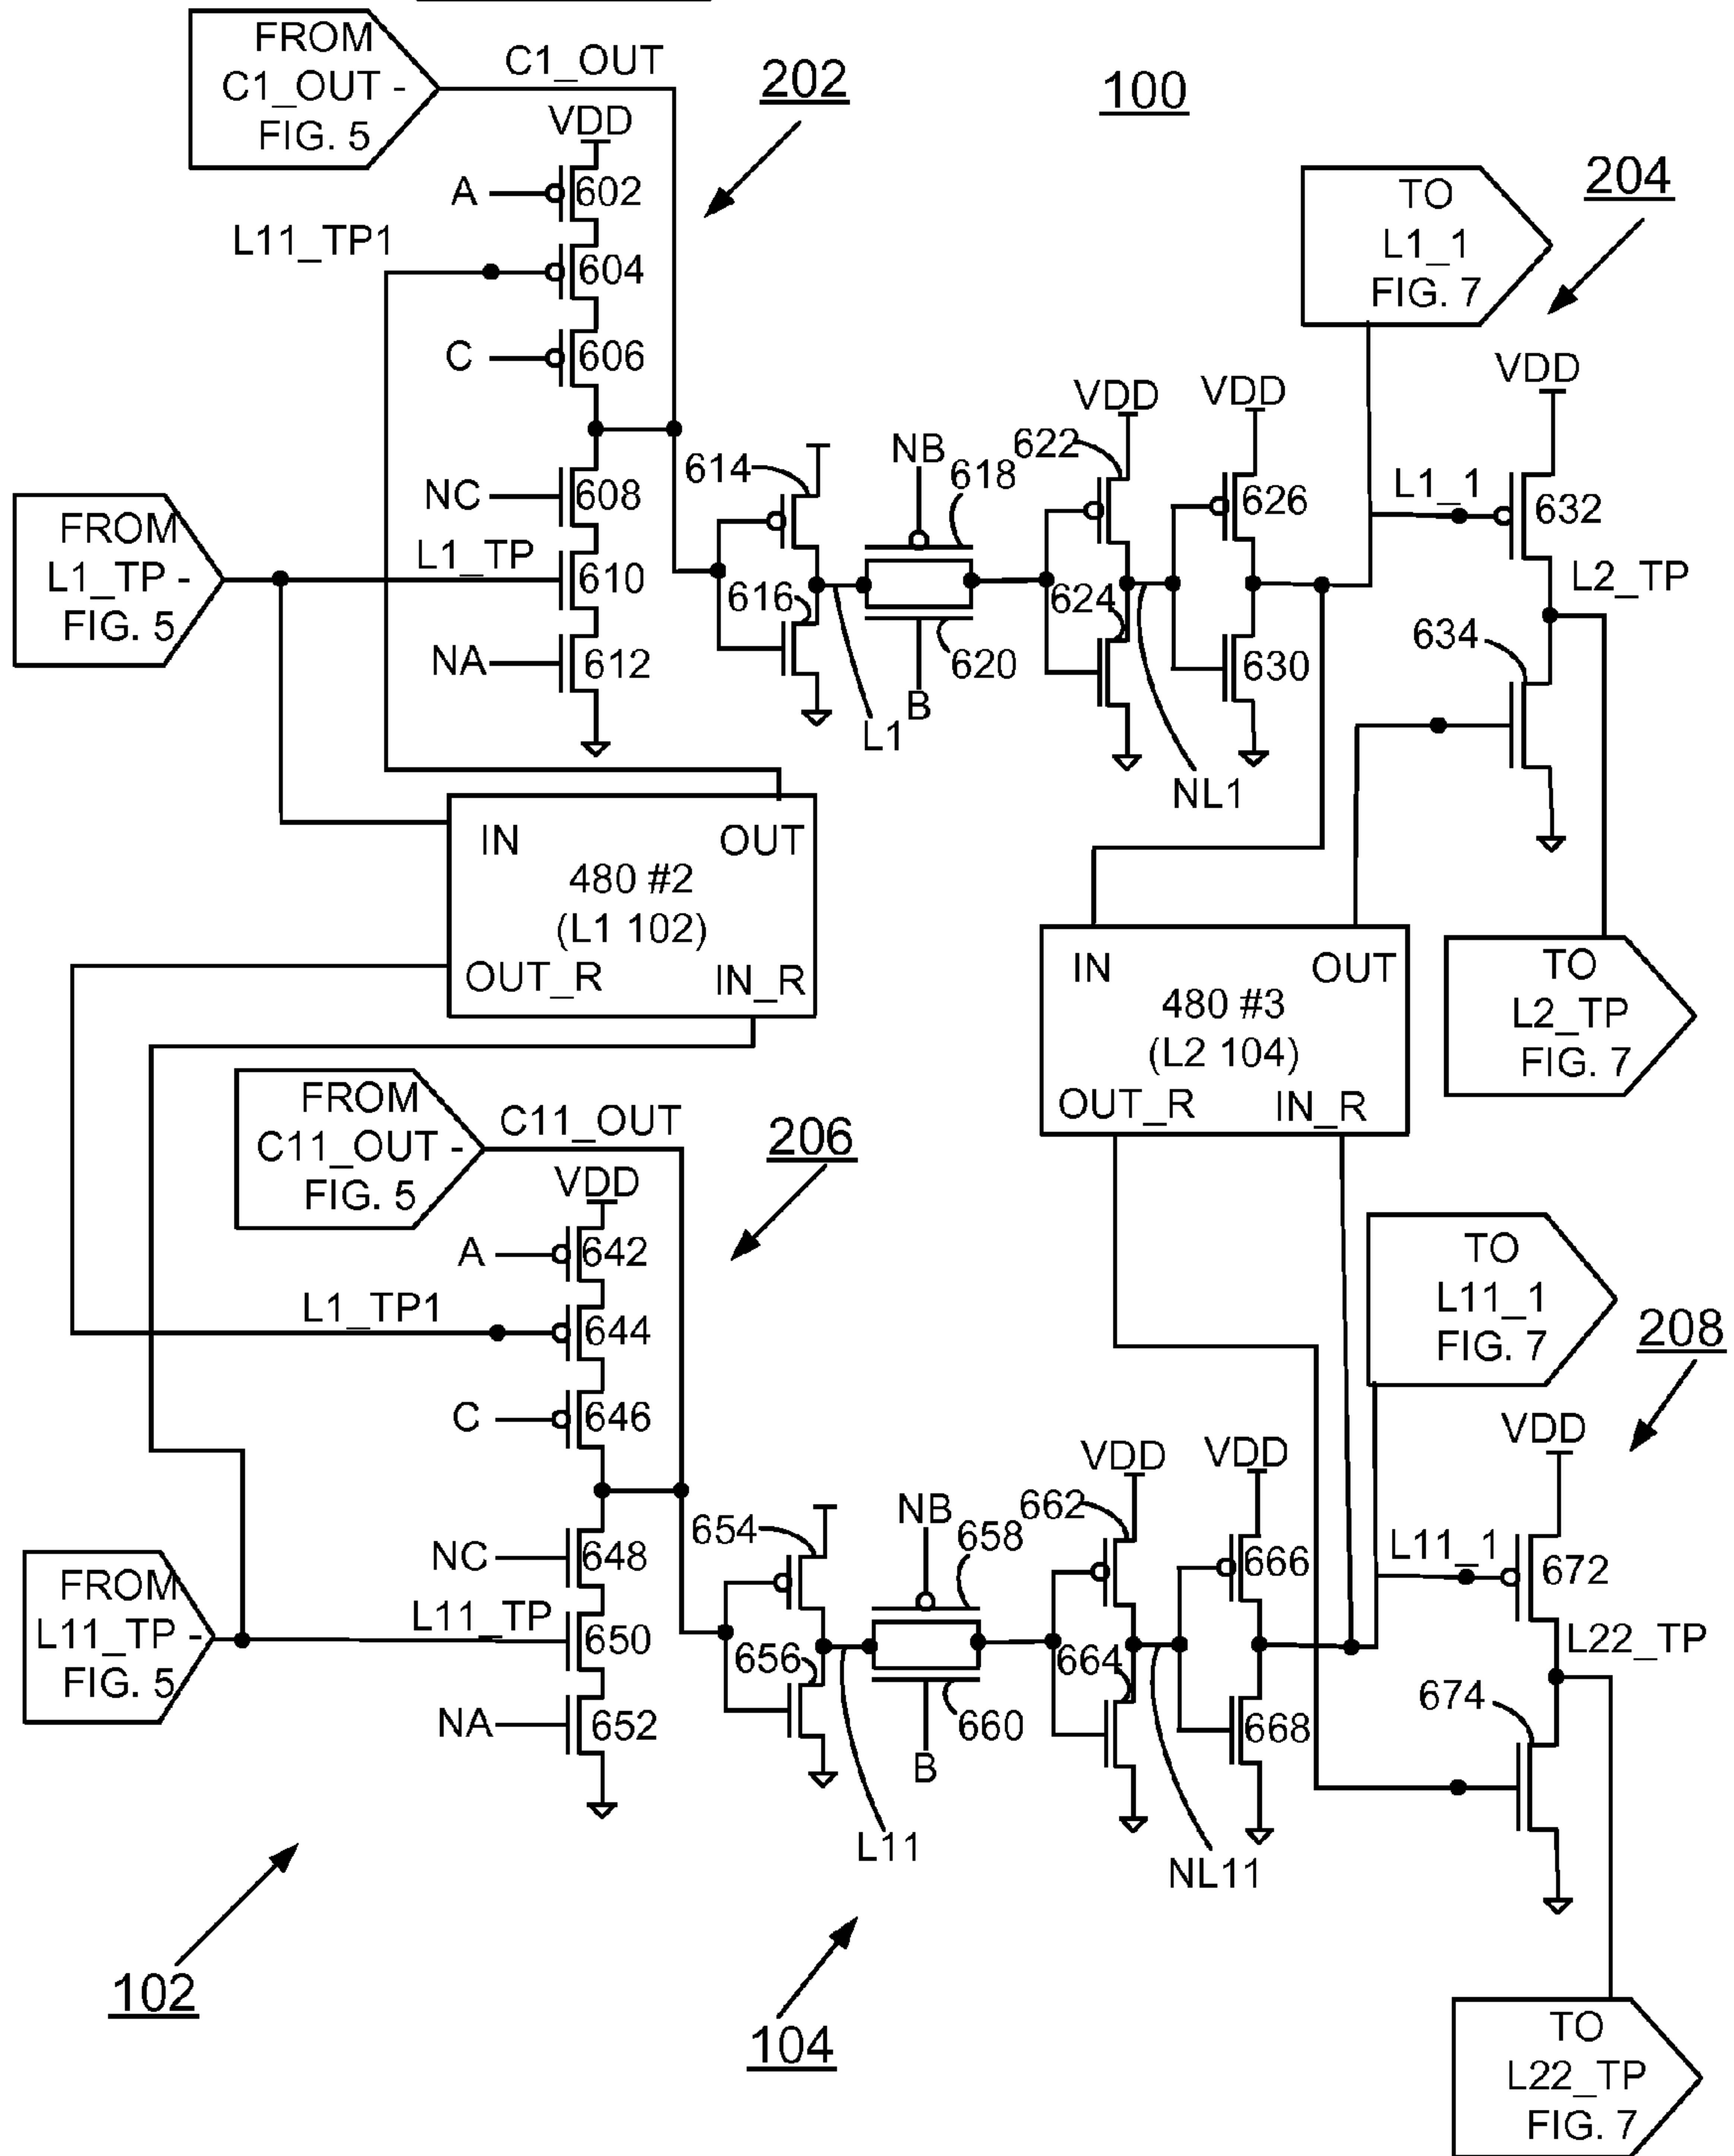 FROM
C1_OUT -
FIG. 5
C1_OUT
202
100
VDD
A
602
L11_TP1
604
C
606
NC
608
FROM
L1_TP -
FIG. 5
L1_TP
610
NA
612
614
616
L1
NB
618
620
B
VDD
622
624
NL1
VDD
626
630
TO
L1_1
FIG. 7
204
VDD
L1_1
632
L2_TP
634
IN
OUT
480 #2
(L1 102)
OUT_R
IN_R
IN
OUT
480 #3
(L2 104)
OUT_R
IN_R
TO
L2_TP
FIG. 7
FROM
C11_OUT -
FIG. 5
C11_OUT
206
VDD
A
642
L1_TP1
644
C
646
NC
648
FROM
L11_TP -
FIG. 5
L11_TP
650
NA
652
654
656
L11
NB
658
660
B
VDD
662
664
NL11
VDD
666
668
TO
L11_1
FIG. 7
208
VDD
L11_1
672
L22_TP
674
102
104
TO
L22_TP
FIG. 7